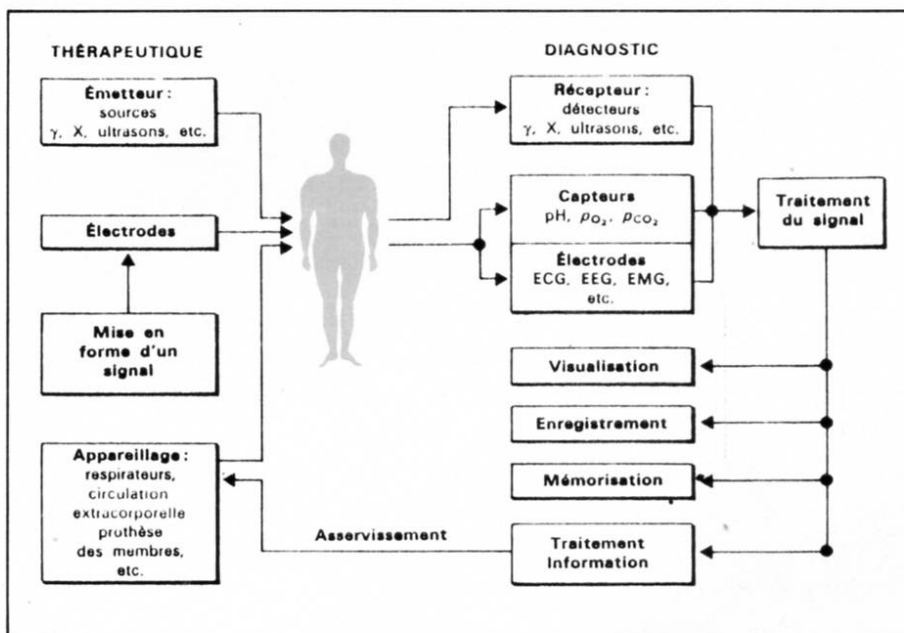 THÉRAPEUTIQUE
Émetteur :
sources
γ, X, ultrasons, etc.
Électrodes
Mise en
forme d'un
signal
Appareillage :
respirateurs,
circulation
extracorporelle
prothèse
des membres,
etc.
DIAGNOSTIC
Récepteur :
détecteurs
γ, X, ultrasons, etc.
Capteurs
pH, pO₂, pCO₂
Électrodes
ECG, EEG, EMG,
etc.
Traitement
du signal
Visualisation
Enregistrement
Mémorisation
Traitement
Information
Asservissement